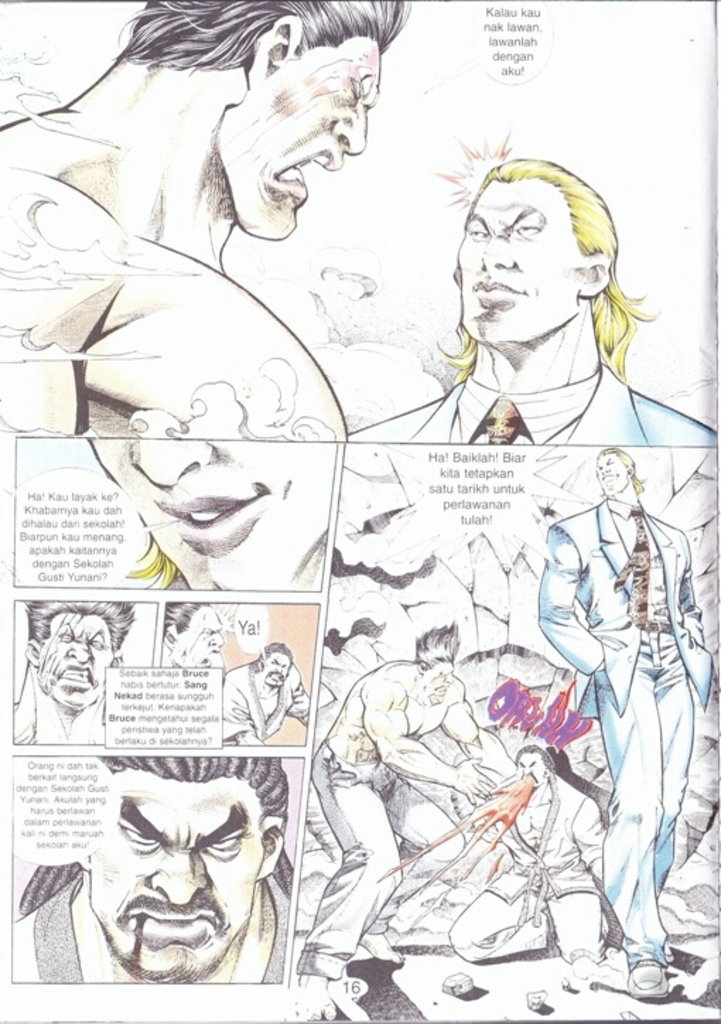 Kalau kau
nak lawan,
lawanlah
dengan
aku!
Ha! Kau layak ke?
Khabarnya kau dah
dihalau dari sekolah!
Biarpun kau menang,
apakah kaitannya
dengan Sekolah
Gusti Yunani?
Ha! Baiklah! Biar
kita tetapkan
satu tarikh untuk
perlawanan
tulah!
Ya!
Sebaik sahaja Bruce
habis bertutur, Sang
Nekad berasa sungguh
terkejut. Kenapakah
Bruce mengetahui segala
peristiwa yang telah
berlaku di sekolahnya?
Orang ni dah tak
berkait langsung
dengan Sekolah Gusti
Yunani. Akulah yang
harus berlawan
dalam perlawanan
kali ni demi maruah
sekolah aku!
16